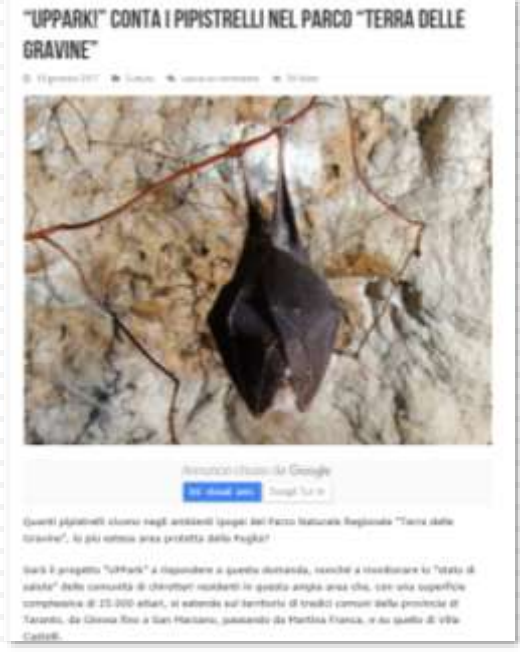 “UPPARK!” CONTA I PIPISTRELLI NEL PARCO “TERRA DELLE
GRAVINE”
Annuncio chiuso da Google
Quanti pipistrelli vivono negli ambienti ipogei del Parco Naturale Regionale “Terra delle
Gravine”, la più estesa area protetta della Puglia?
Sarà il progetto “UPPark” a rispondere a questa domanda, nonché a monitorare lo “stato di
salute” delle comunità di chirotteri residenti in questa ampia area che, con una superficie
complessiva di 25.000 ettari, si estende sul territorio di tredici comuni della provincia di
Taranto, da Ginosa fino a San Marzano, passando da Martina Franca, e su quello di Villa
Castelli.